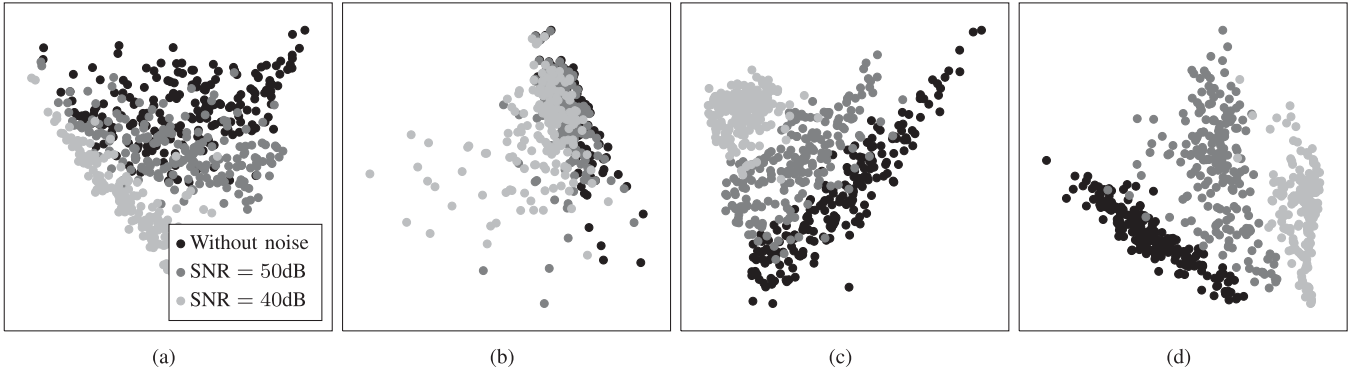 Without noise
SNR = 50dB
SNR = 40dB
(a)
(b)
(c)
(d)